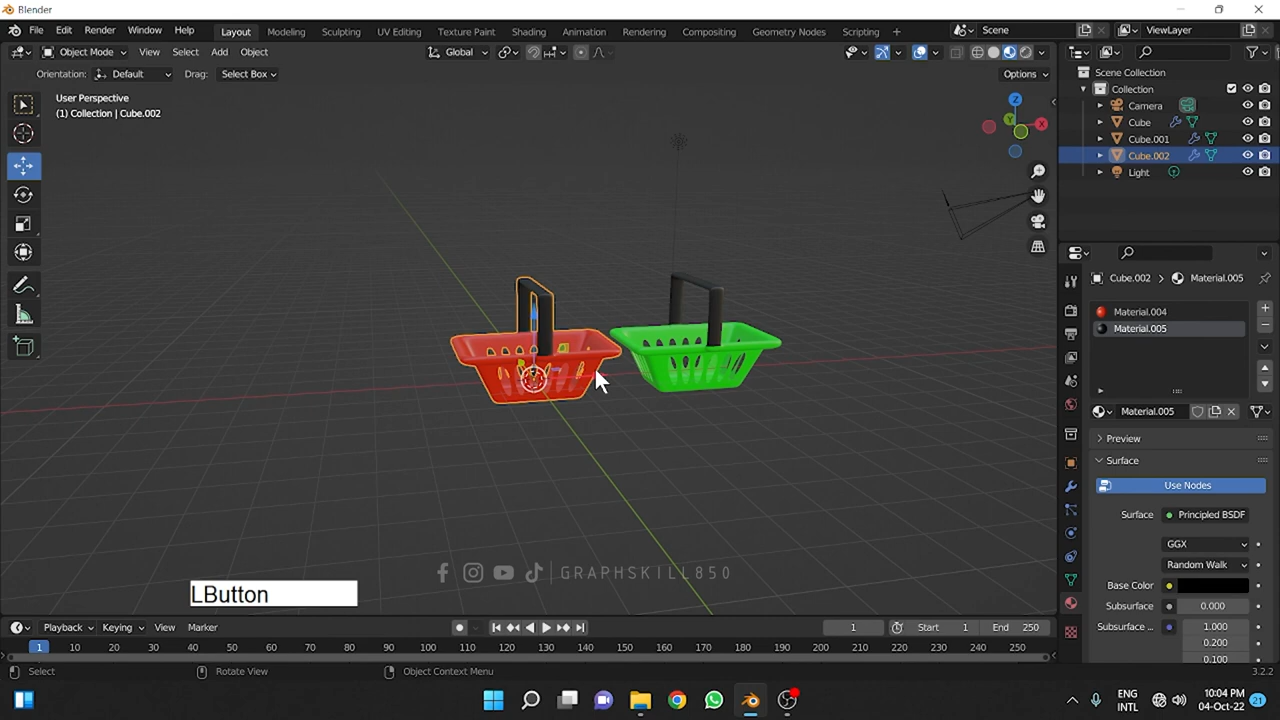 Blender
File Edit Render Window Help Layout Modeling Sculpting UV Editing Texture Paint Shading Animation Rendering Compositing Geometry Nodes Scripting + Scene ViewLayer
Object Mode View Select Add Object Global
Orientation: Default Drag: Select Box Options
User Perspective
(1) Collection | Cube.002
Z
Y
X
Scene Collection
Collection
Camera
Cube
Cube.001
Cube.002
Light
Cube.002 > Material.005
Material.004
Material.005
Material.005
Preview
Surface
Use Nodes
Surface Principled BSDF
GGX
Random Walk
Base Color
Subsurface 0.000
Subsurface ... 1.000
0.200
0.100
GRAPHSKILL850
LButton
Playback Keying View Marker 1 Start 1 End 250
1 10 20 30 40 50 60 70 80 90 100 110 120 130 140 150 160 170 180 190 200 210 220 230 240 250
Select Rotate View Object Context Menu 3.2.2
ENG
INTL
10:04 PM
04-Oct-22
21